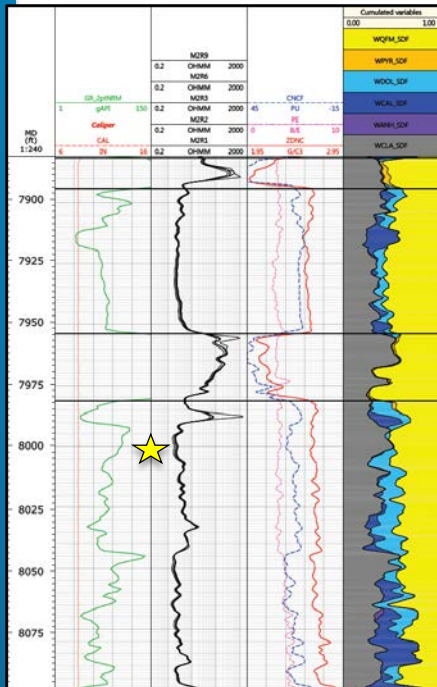 Cumulated variables
0.00 1.00
WQFM_SDF
WPYR_SDF
WDOL_SDF
WCAL_SDF
WANH_SDF
WCLA_SDF
M2R9
0.2 OHMM 2000
M2R6
0.2 OHMM 2000
M2R3
0.2 OHMM 2000
M2R2
0.2 OHMM 2000
M2R1
0.2 OHMM 2000
GR_2ptNRM
1 gAPI 150
Caliper
CAL
6 IN 16
CNCF
45 PU -15
PE
0 B/E 10
ZDNC
1.95 G/C3 2.95
MD
(ft)
1:240
7900
7925
7950
7975
8000
8025
8050
8075